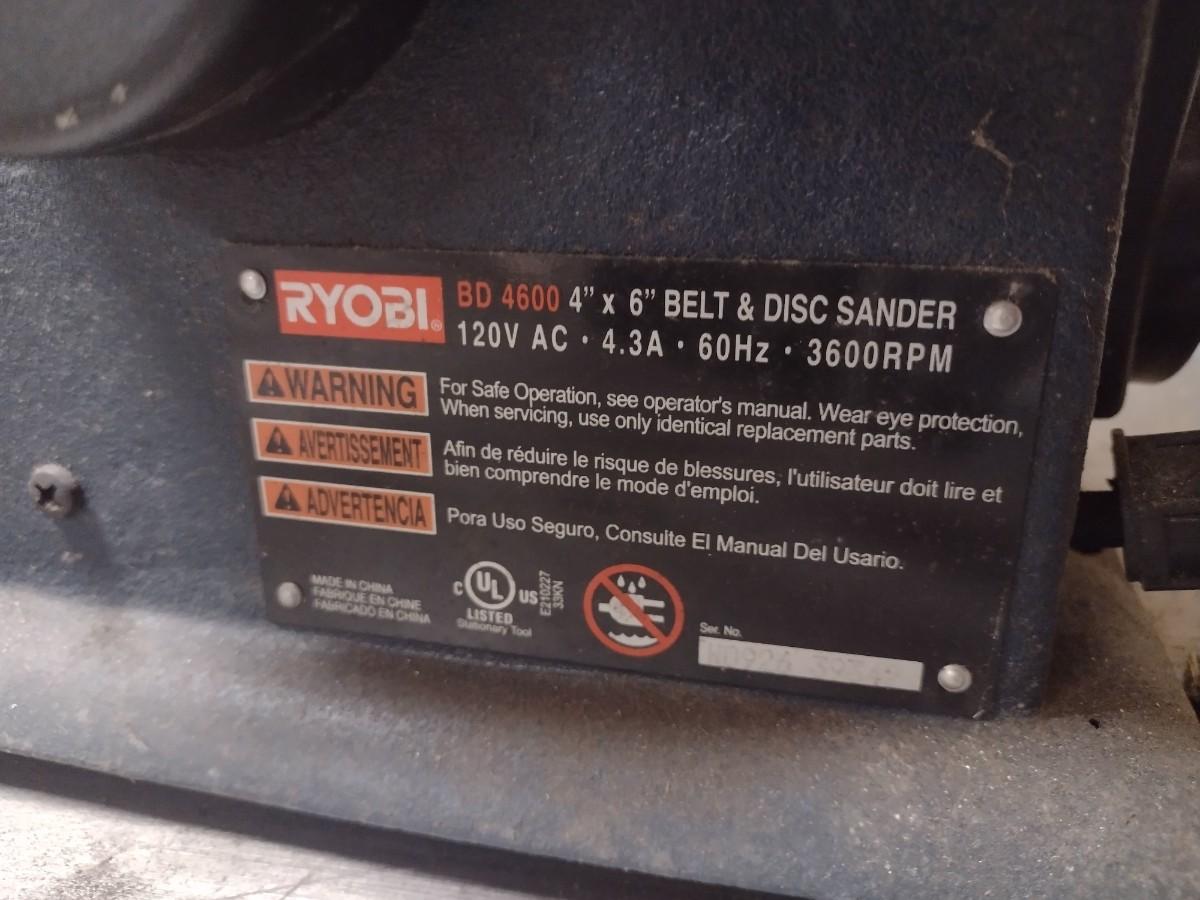 RYOBI® BD 4600 4" x 6" BELT & DISC SANDER
120V AC · 4.3A · 60Hz · 3600RPM
WARNING
For Safe Operation, see operator's manual. Wear eye protection,
When servicing, use only identical replacement parts.
AVERTISSEMENT
Afin de réduire le risque de blessures, l'utilisateur doit lire et
bien comprendre le mode d'emploi.
ADVERTENCIA
Pora Uso Seguro, Consulte El Manual Del Usario.
MADE IN CHINA
FABRIQUE EN CHINE
FABRICADO EN CHINA
C UL US
LISTED
Stationary Tool
E210227
33KN
Ser. No.